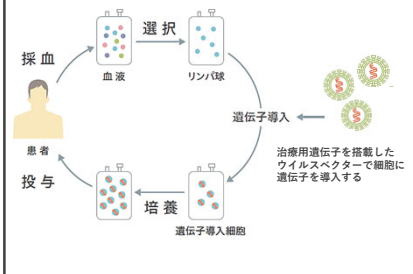 採血
選択
血液
リンパ球
遺伝子導入
患者
治療用遺伝子を搭載した
ウイルスベクターで細胞に
遺伝子を導入する
投与
培養
遺伝子導入細胞